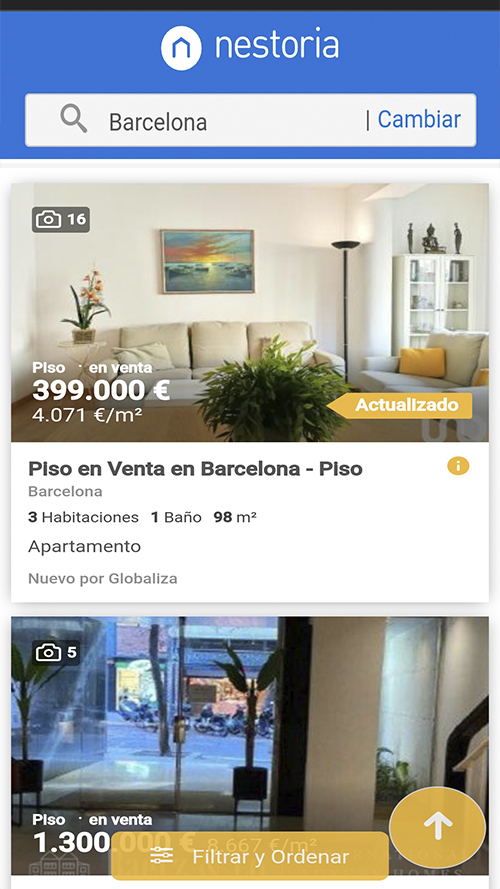 nestoria
Barcelona | Cambiar
16
Piso · en venta
399.000 €
4.071 €/m²
Actualizado
Piso en Venta en Barcelona - Piso
i
Barcelona
3 Habitaciones 1 Baño 98 m²
Apartamento
Nuevo por Globaliza
5
Piso · en venta
1.300.000 € 8.667 €/m²
Filtrar y Ordenar
HOMES